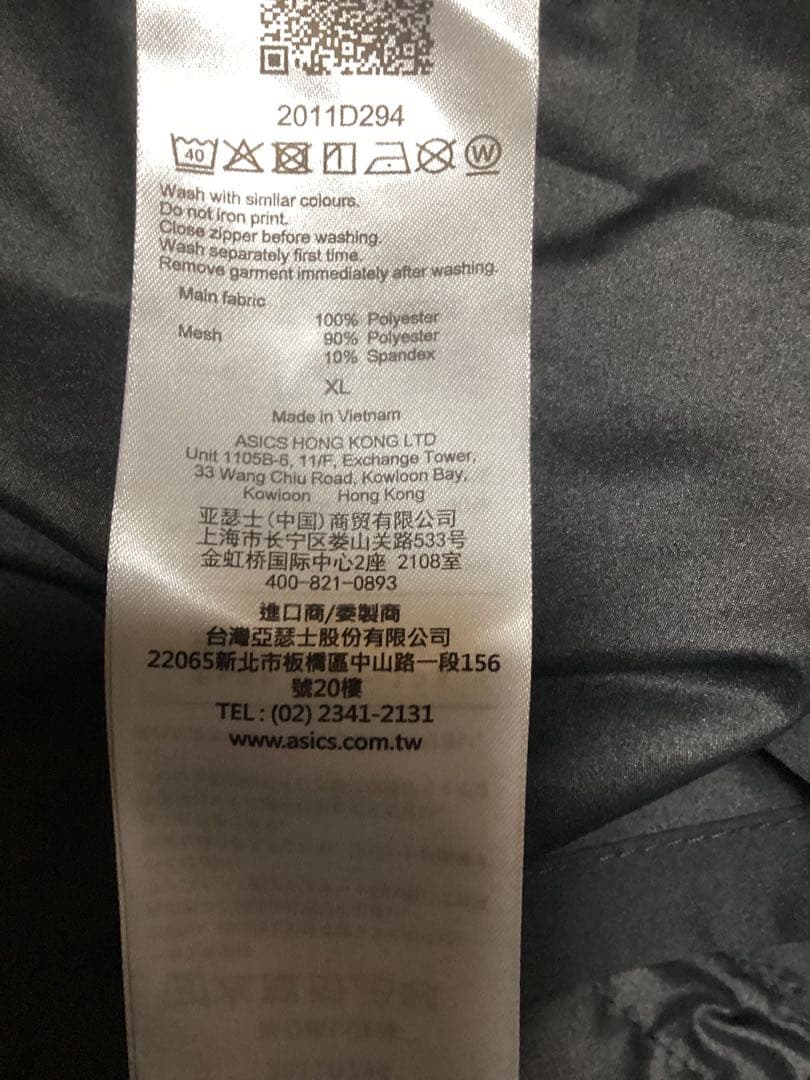 2011D294
40
W
Wash with similar colours.
Do not iron print.
Close zipper before washing.
Wash separately first time.
Remove garment immediately after washing.
Main fabric
100% Polyester
Mesh 90% Polyester
10% Spandex
XL
Made in Vietnam
ASICS HONG KONG LTD
Unit 1105B-6, 11/F, Exchange Tower,
33 Wang Chiu Road, Kowloon Bay,
Kowloon Hong Kong
亚瑟士(中国)商贸有限公司
上海市长宁区娄山关路533号
金虹桥国际中心2座 2108室
400-821-0893
進口商/委製商
台灣亞瑟士股份有限公司
22065新北市板橋區中山路一段156
號20樓
TEL : (02) 2341-2131
www.asics.com.tw